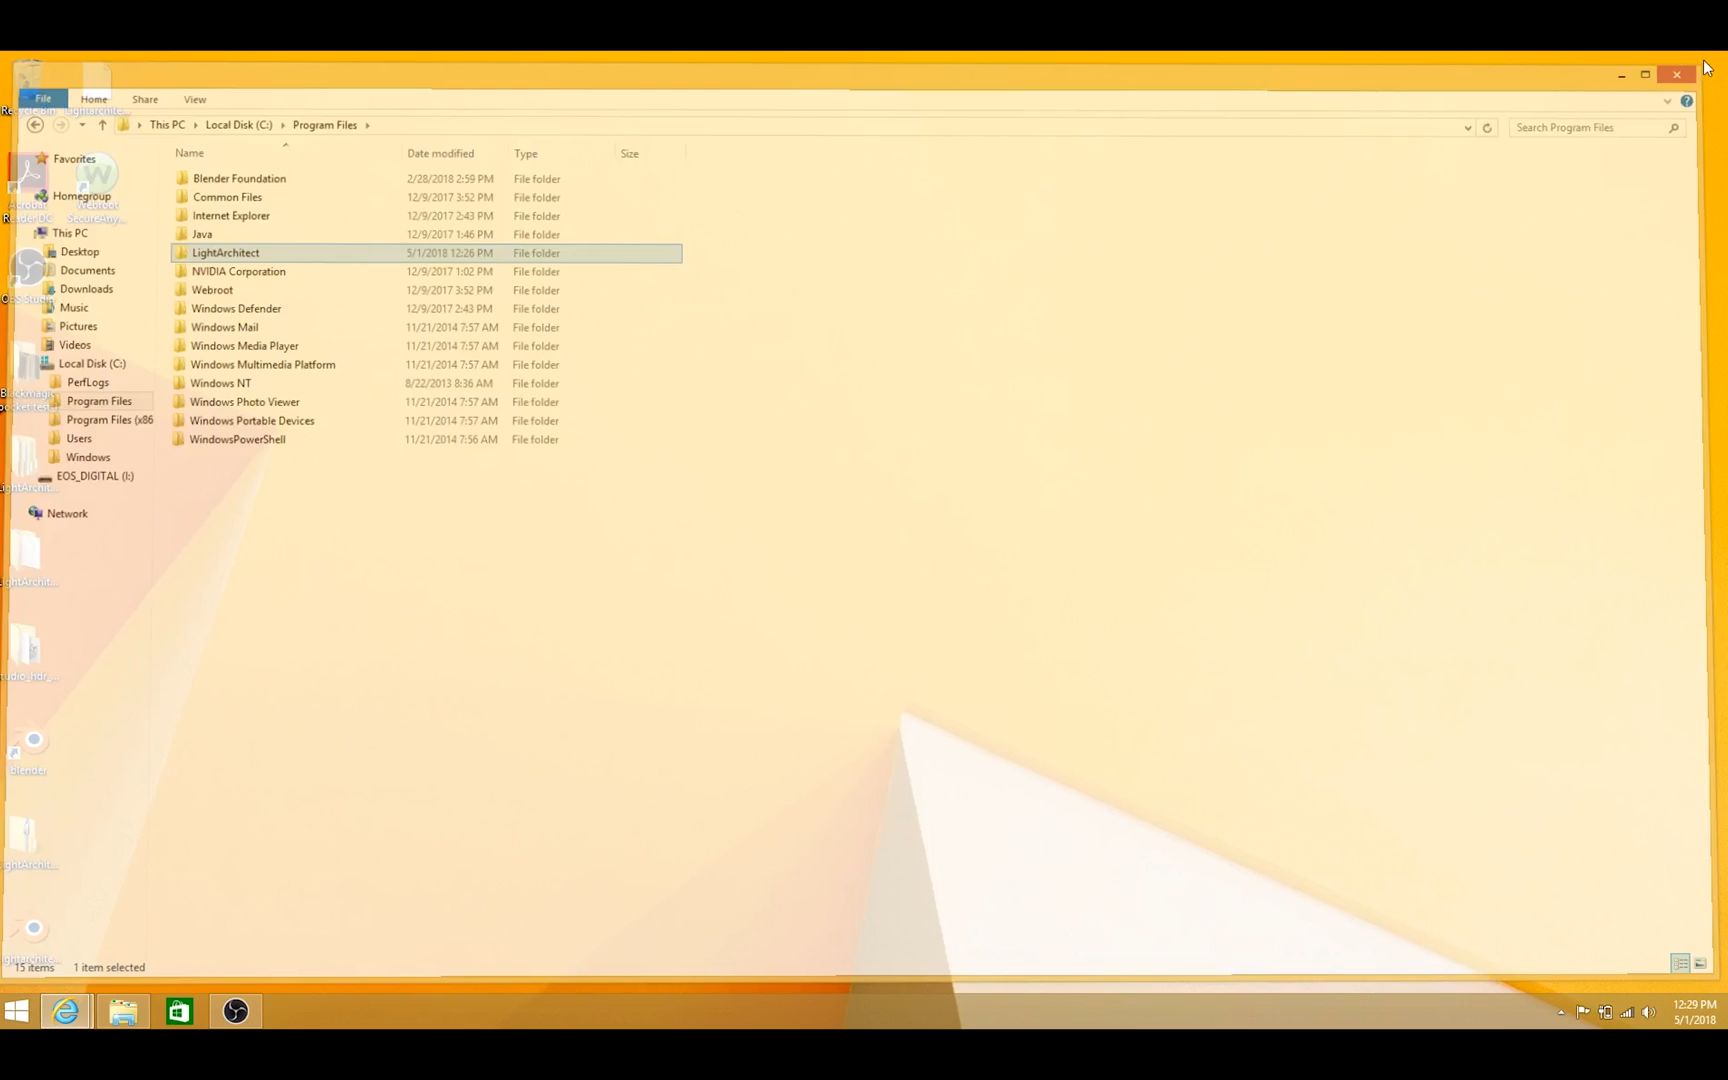 File Home Share View
This PC Local Disk (C:) Program Files
Search Program Files
Name Date modified Type Size
Blender Foundation 2/28/2018 2:59 PM File folder
Common Files 12/9/2017 3:52 PM File folder
Internet Explorer 12/9/2017 2:43 PM File folder
Java 12/9/2017 1:46 PM File folder
LightArchitect 5/1/2018 12:26 PM File folder
NVIDIA Corporation 12/9/2017 1:02 PM File folder
Webroot 12/9/2017 3:52 PM File folder
Windows Defender 12/9/2017 2:43 PM File folder
Windows Mail 11/21/2014 7:57 AM File folder
Windows Media Player 11/21/2014 7:57 AM File folder
Windows Multimedia Platform 11/21/2014 7:57 AM File folder
Windows NT 8/22/2013 8:36 AM File folder
Windows Photo Viewer 11/21/2014 7:57 AM File folder
Windows Portable Devices 11/21/2014 7:57 AM File folder
WindowsPowerShell 11/21/2014 7:56 AM File folder
Favorites
Homegroup
This PC
Desktop
Documents
Downloads
Music
Pictures
Videos
Local Disk (C:)
PerfLogs
Program Files
Program Files (x86
Users
Windows
EOS_DIGITAL (I:)
Network
Acrobat
Reader DC
Webroot
SecureAny...
blender
15 items 1 item selected
12:29 PM
5/1/2018